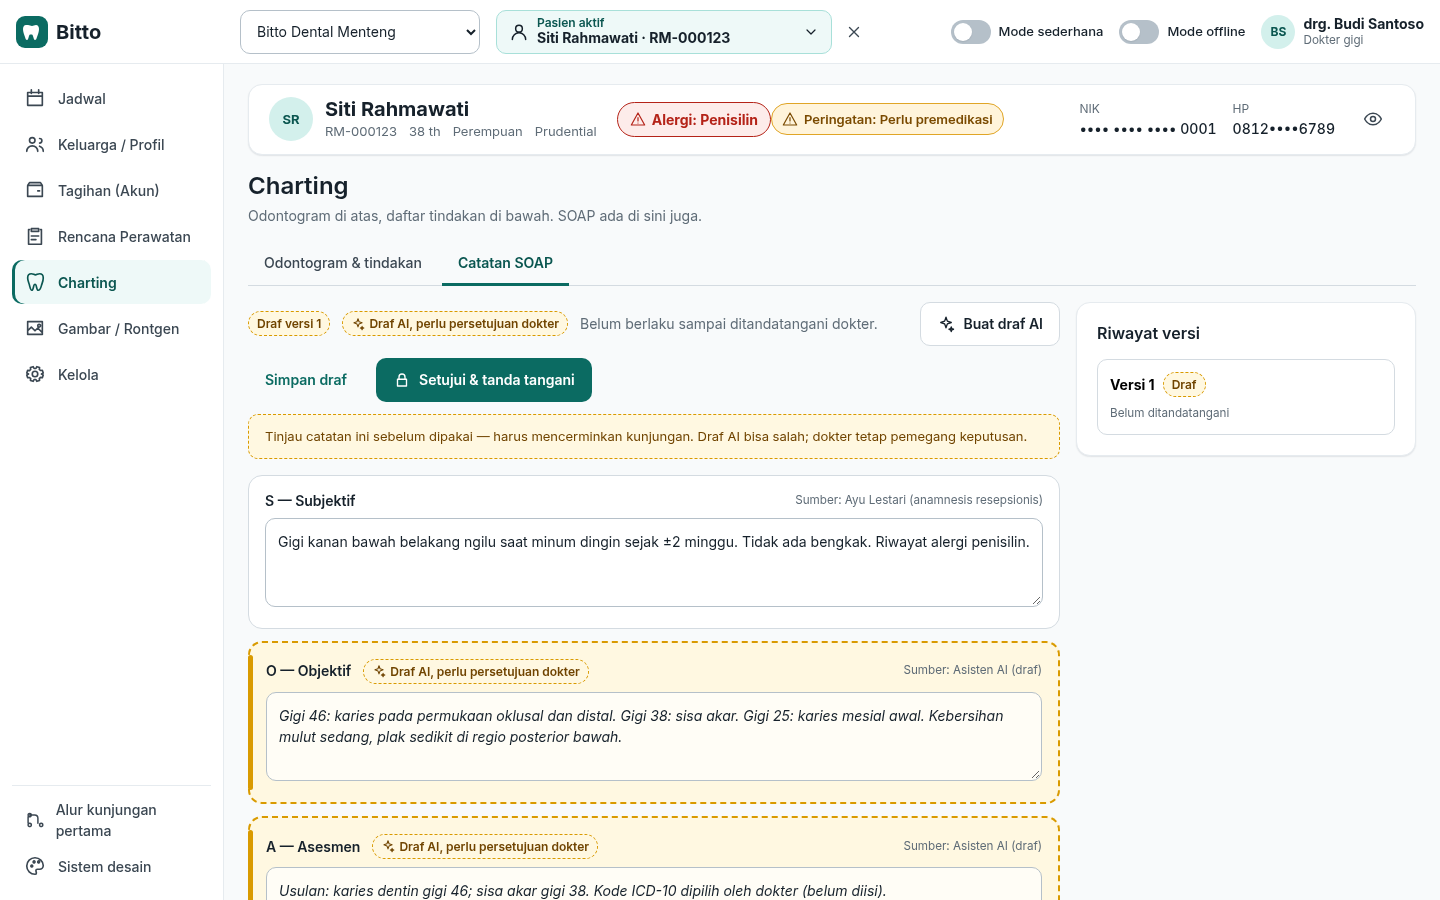 Bitto
Bitto Dental Menteng
Pasien aktif
Siti Rahmawati · RM-000123
Mode sederhana
Mode offline
BS
drg. Budi Santoso
Dokter gigi
Jadwal
Keluarga / Profil
Tagihan (Akun)
Rencana Perawatan
Charting
Gambar / Rontgen
Kelola
Alur kunjungan
pertama
Sistem desain
SR
Siti Rahmawati
RM-000123 38 th Perempuan Prudential
Alergi: Penisilin
Peringatan: Perlu premedikasi
NIK
•••• •••• •••• 0001
HP
0812••••6789
Charting
Odontogram di atas, daftar tindakan di bawah. SOAP ada di sini juga.
Odontogram & tindakan
Catatan SOAP
Draf versi 1
Draf AI, perlu persetujuan dokter
Belum berlaku sampai ditandatangani dokter.
Buat draf AI
Simpan draf
Setujui & tanda tangani
Tinjau catatan ini sebelum dipakai — harus mencerminkan kunjungan. Draf AI bisa salah; dokter tetap pemegang keputusan.
S — Subjektif
Sumber: Ayu Lestari (anamnesis resepsionis)
Gigi kanan bawah belakang ngilu saat minum dingin sejak ±2 minggu. Tidak ada bengkak. Riwayat alergi penisilin.
O — Objektif
Draf AI, perlu persetujuan dokter
Sumber: Asisten AI (draf)
Gigi 46: karies pada permukaan oklusal dan distal. Gigi 38: sisa akar. Gigi 25: karies mesial awal. Kebersihan
mulut sedang, plak sedikit di regio posterior bawah.
A — Asesmen
Draf AI, perlu persetujuan dokter
Sumber: Asisten AI (draf)
Usulan: karies dentin gigi 46; sisa akar gigi 38. Kode ICD-10 dipilih oleh dokter (belum diisi).
Riwayat versi
Versi 1
Draf
Belum ditandatangani